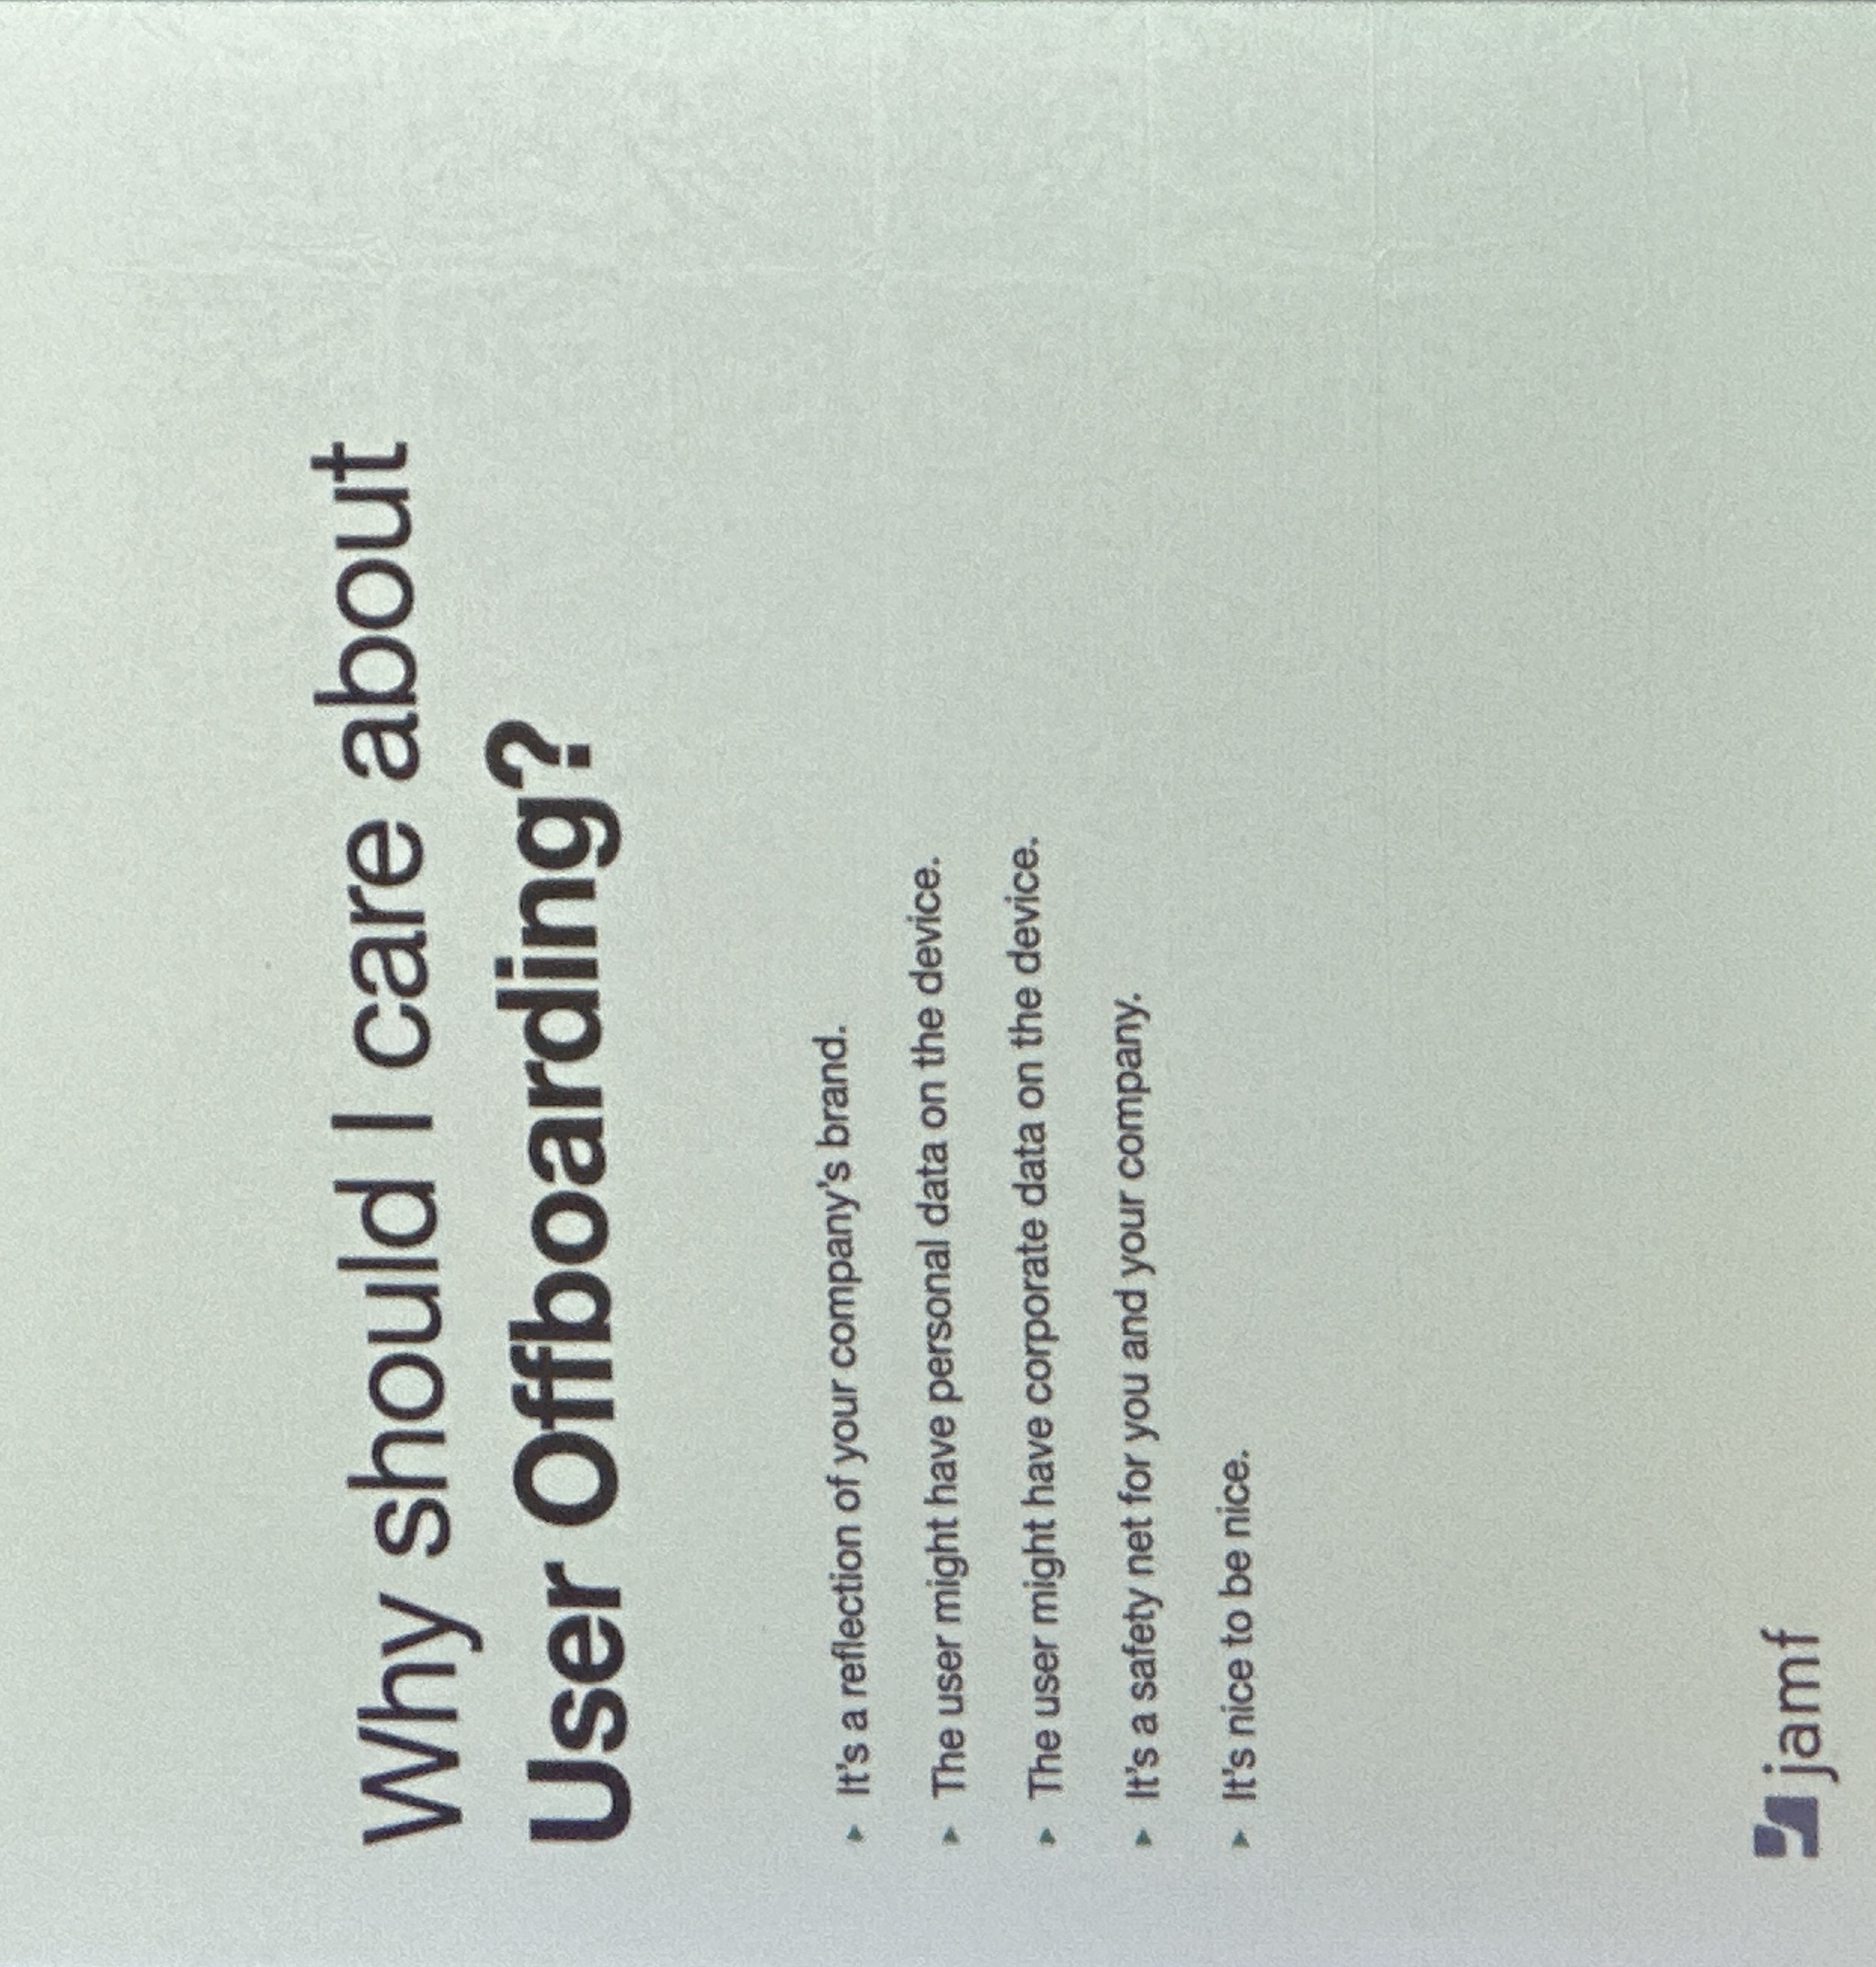 Why should I care about
User Offboarding?
▸ It's a reflection of your company's brand.
▸ The user might have personal data on the device.
▸ The user might have corporate data on the device.
▸ It's a safety net for you and your company.
▸ It's nice to be nice.
jamf